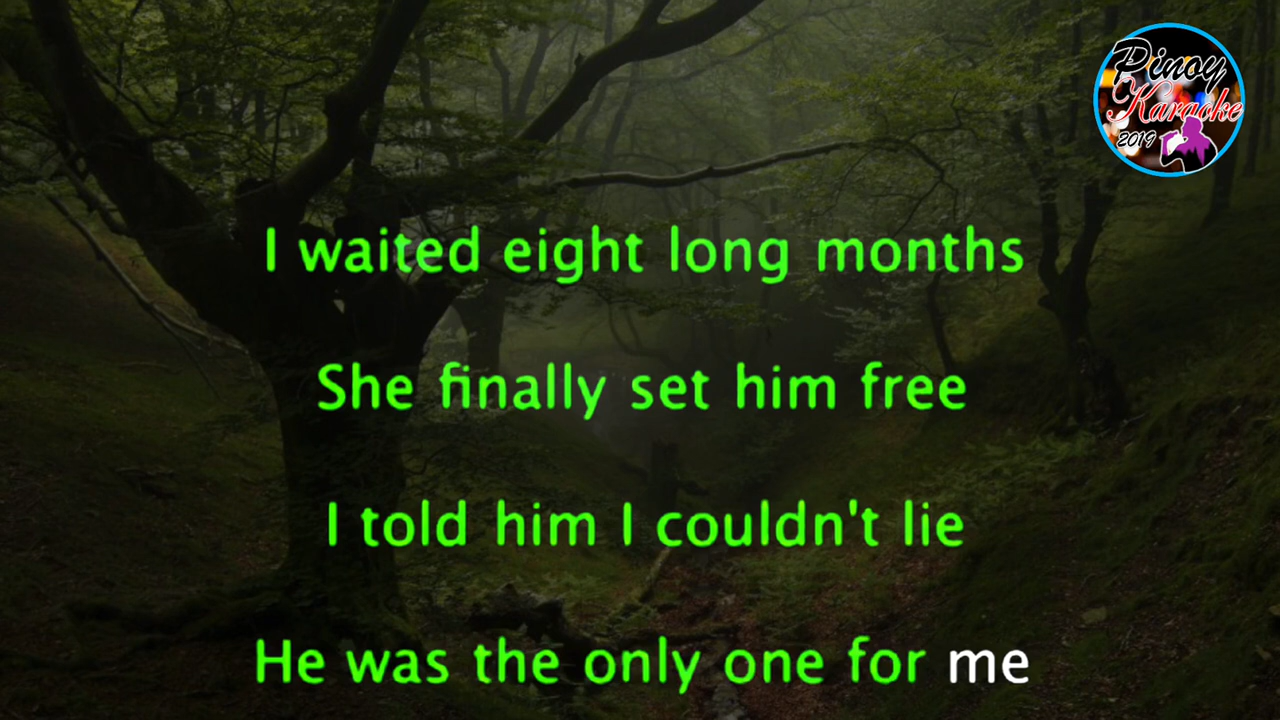 Pinoy
Karaoke
2019
I waited eight long months
She finally set him free
I told him I couldn't lie
He was the only one for me